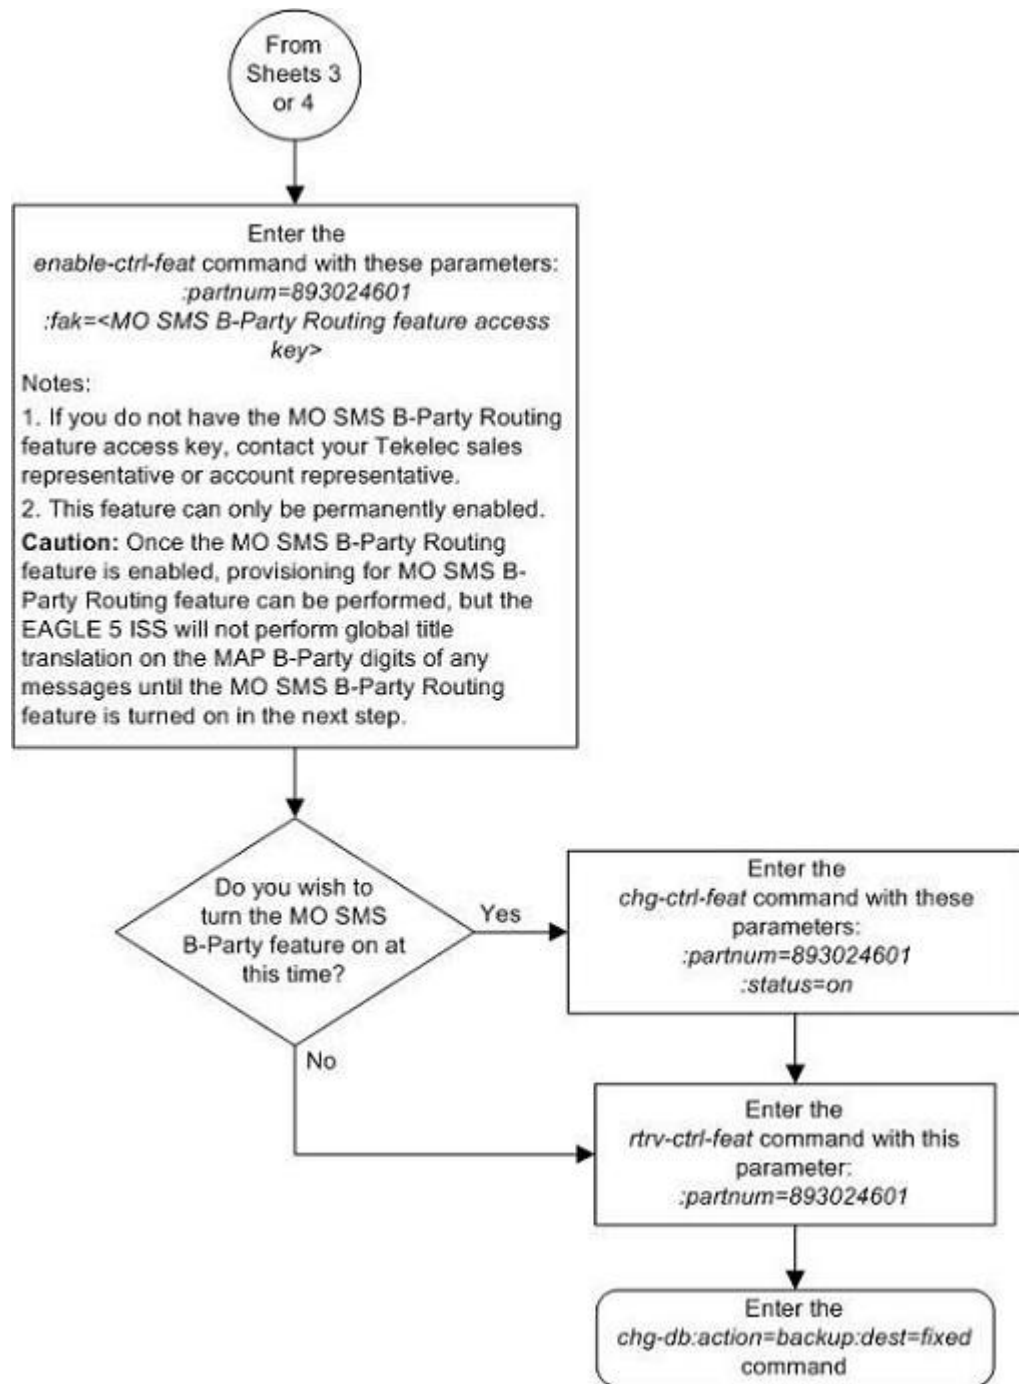 From
Sheets 3
or 4
Enter the
enable-ctrl-feat command with these parameters:
:partnum=893024601
:fak=<MO SMS B-Party Routing feature access
key>
Notes:
1. If you do not have the MO SMS B-Party Routing
feature access key, contact your Tekelec sales
representative or account representative.
2. This feature can only be permanently enabled.
Caution: Once the MO SMS B-Party Routing
feature is enabled, provisioning for MO SMS B-
Party Routing feature can be performed, but the
EAGLE 5 ISS will not perform global title
translation on the MAP B-Party digits of any
messages until the MO SMS B-Party Routing
feature is turned on in the next step.
Do you wish to
turn the MO SMS
B-Party feature on at
this time?
Yes
Enter the
chg-ctrl-feat command with these
parameters:
:partnum=893024601
:status=on
No
Enter the
rtrv-ctrl-feat command with this
parameter:
:partnum=893024601
Enter the
chg-db:action=backup:dest=fixed
command